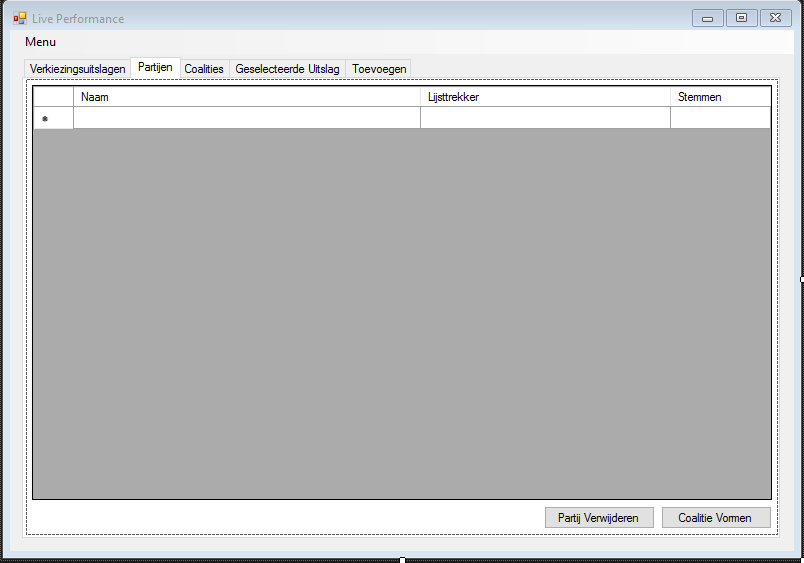 Live Performance
Menu
Verkiezingsuitslagen Partijen Coalities Geselecteerde Uitslag Toevoegen
Naam Lijsttrekker Stemmen
*
Partij Verwijderen Coalitie Vormen